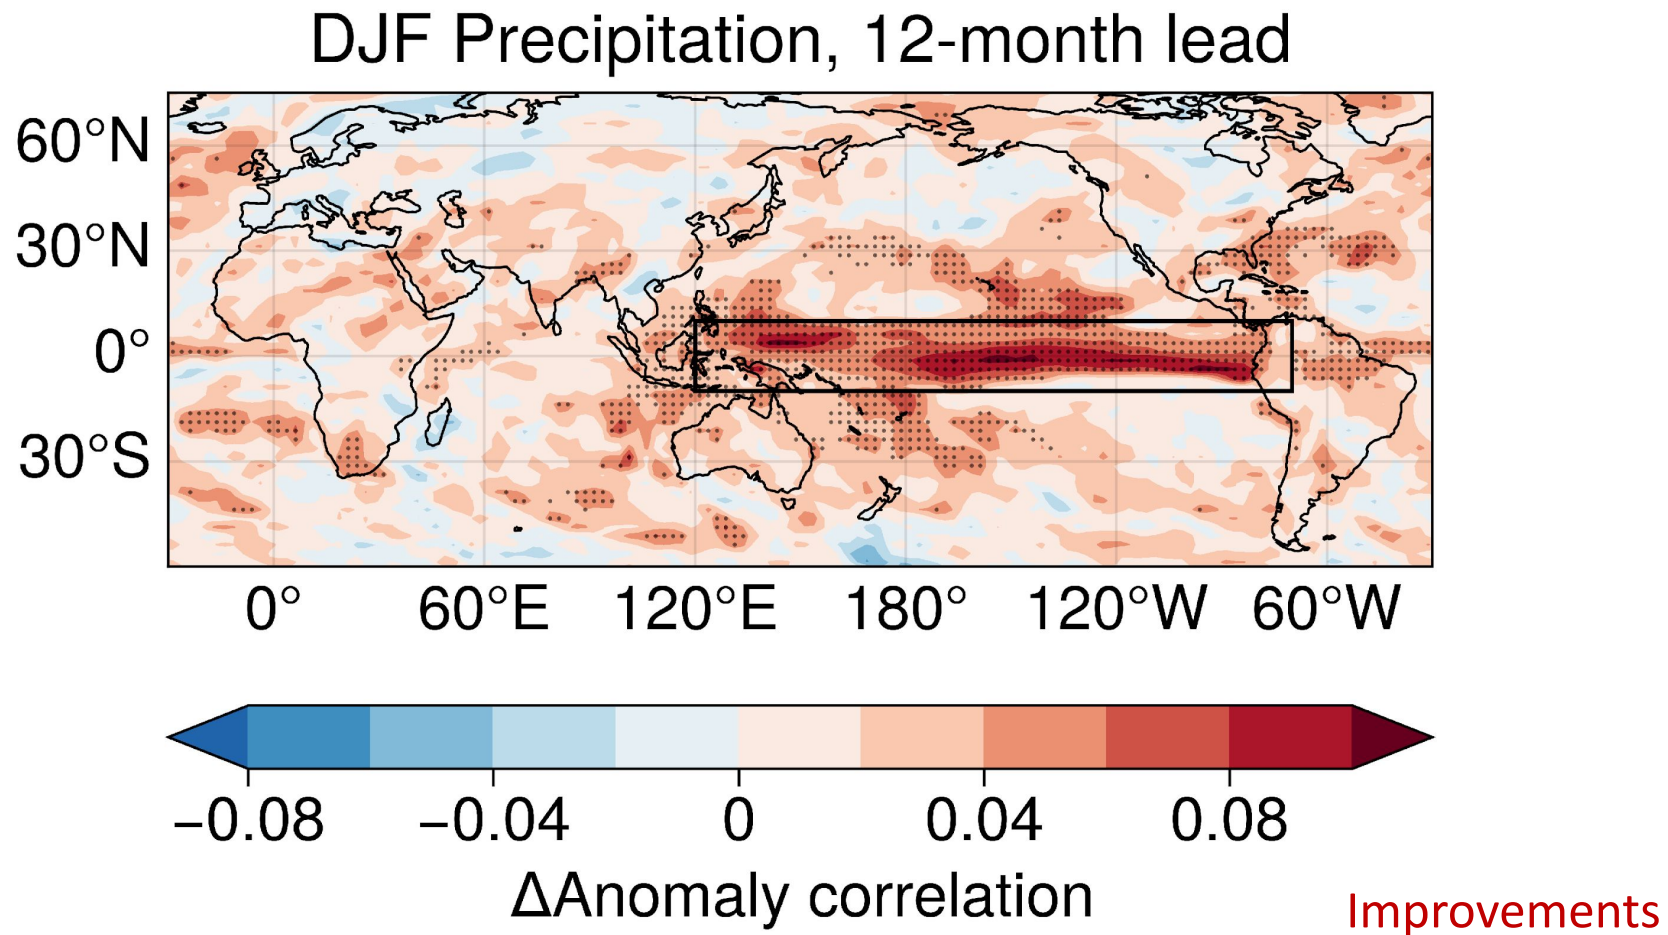 DJF Precipitation, 12-month lead
60°N
30°N
0°
30°S
0° 60°E 120°E 180° 120°W 60°W
−0.08 −0.04 0 0.04 0.08
ΔAnomaly correlation
Improvements